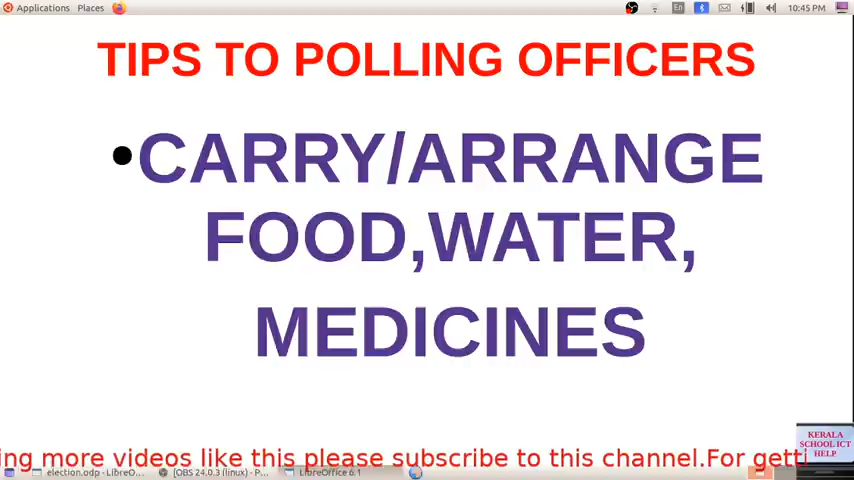 Applications Places
En
10:45 PM
TIPS TO POLLING OFFICERS
•CARRY/ARRANGE
FOOD,WATER,
MEDICINES
KERALA
SCHOOL ICT
HELP
ing more videos like this please subscribe to this channel.For getti
election.odp - LibreO...
[OBS 24.0.3 (linux) - P...
LibreOffice 6.1